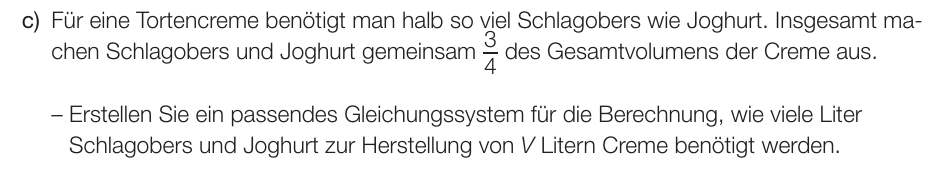 c) Für eine Tortencreme benötigt man halb so viel Schlagobers wie Joghurt. Insgesamt ma-
chen Schlagobers und Joghurt gemeinsam 3/4 des Gesamtvolumens der Creme aus.
– Erstellen Sie ein passendes Gleichungssystem für die Berechnung, wie viele Liter
Schlagobers und Joghurt zur Herstellung von V Litern Creme benötigt werden.